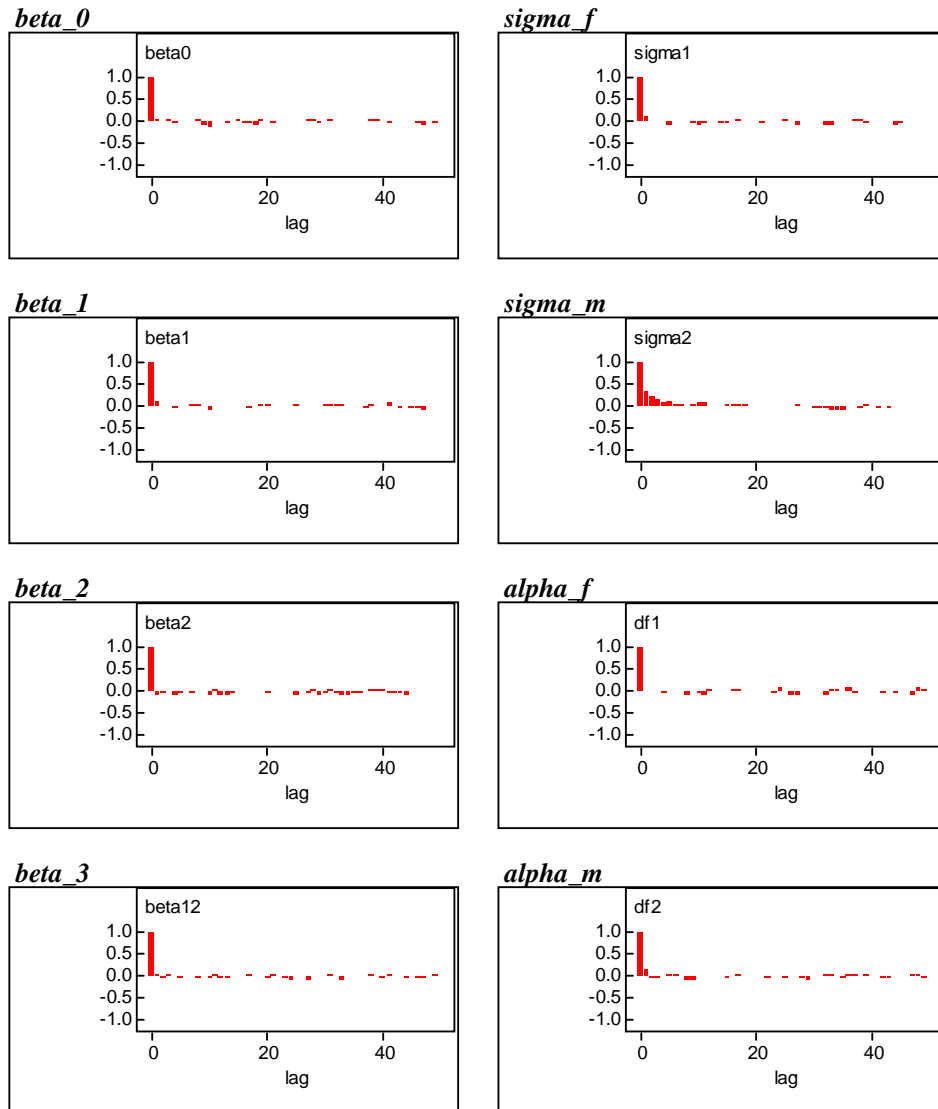 beta_0
beta0
1.0
0.5
0.0
-0.5
-1.0
0 20 40
lag
sigma_f
sigma1
1.0
0.5
0.0
-0.5
-1.0
0 20 40
lag
beta_1
beta1
1.0
0.5
0.0
-0.5
-1.0
0 20 40
lag
sigma_m
sigma2
1.0
0.5
0.0
-0.5
-1.0
0 20 40
lag
beta_2
beta2
1.0
0.5
0.0
-0.5
-1.0
0 20 40
lag
alpha_f
df1
1.0
0.5
0.0
-0.5
-1.0
0 20 40
lag
beta_3
beta12
1.0
0.5
0.0
-0.5
-1.0
0 20 40
lag
alpha_m
df2
1.0
0.5
0.0
-0.5
-1.0
0 20 40
lag